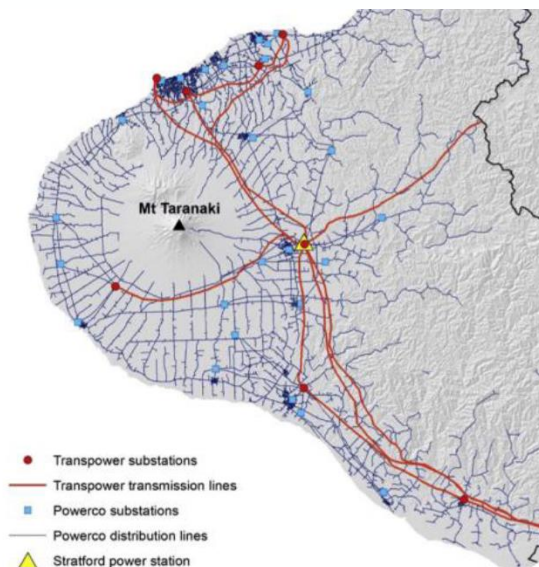 Mt Taranaki
Transpower substations
Transpower transmission lines
Powerco substations
Powerco distribution lines
Stratford power station